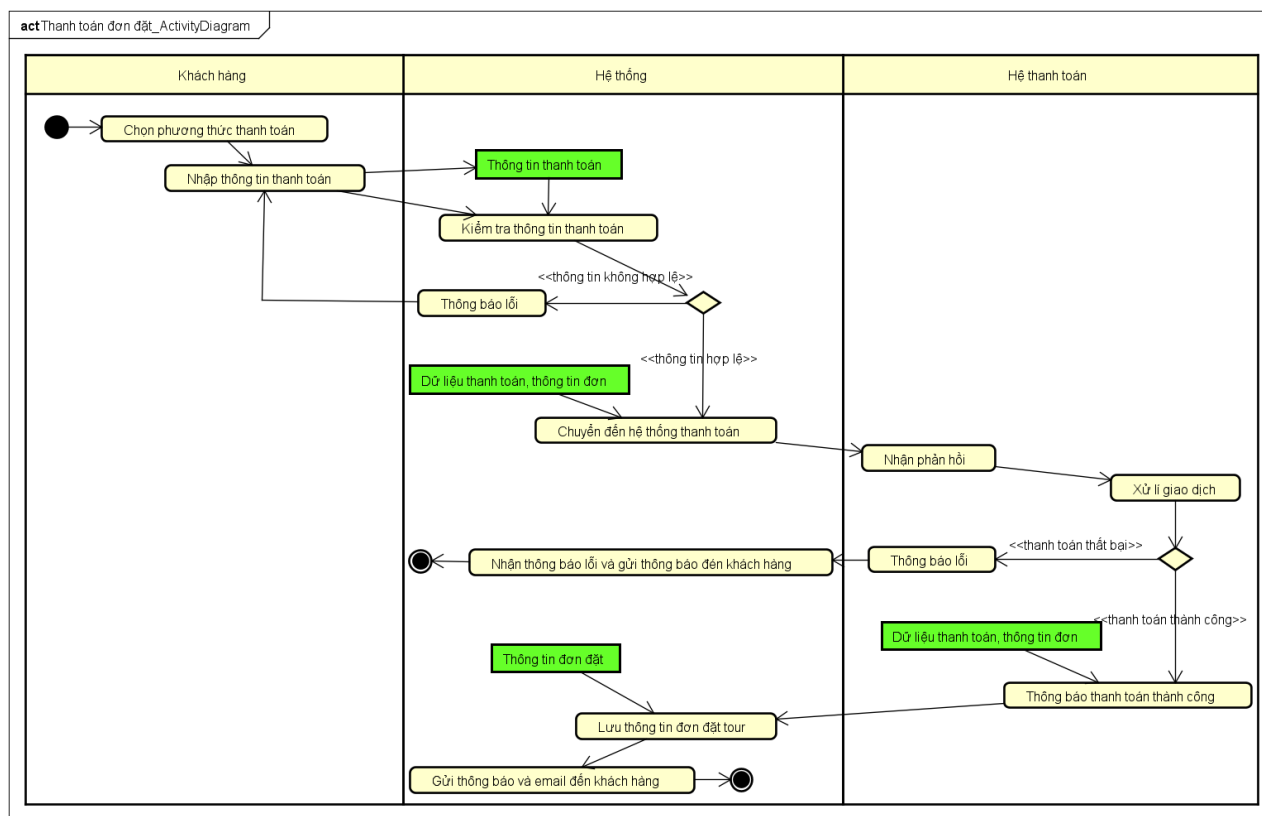 act Thanh toán đơn đặt_ActivityDiagram
Khách hàng
Hệ thống
Hệ thanh toán
Chọn phương thức thanh toán
Nhập thông tin thanh toán
Thông tin thanh toán
Kiểm tra thông tin thanh toán
<<thông tin không hợp lệ>>
Thông báo lỗi
<<thông tin hợp lệ>>
Dữ liệu thanh toán, thông tin đơn
Chuyển đến hệ thống thanh toán
Nhận phản hồi
Xử lí giao dịch
<<thanh toán thất bại>>
Thông báo lỗi
Nhận thông báo lỗi và gửi thông báo đén khách hàng
<<thanh toán thành công>>
Dữ liệu thanh toán, thông tin đơn
Thông tin đơn đặt
Thông báo thanh toán thành công
Lưu thông tin đơn đặt tour
Gửi thông báo và email đến khách hàng